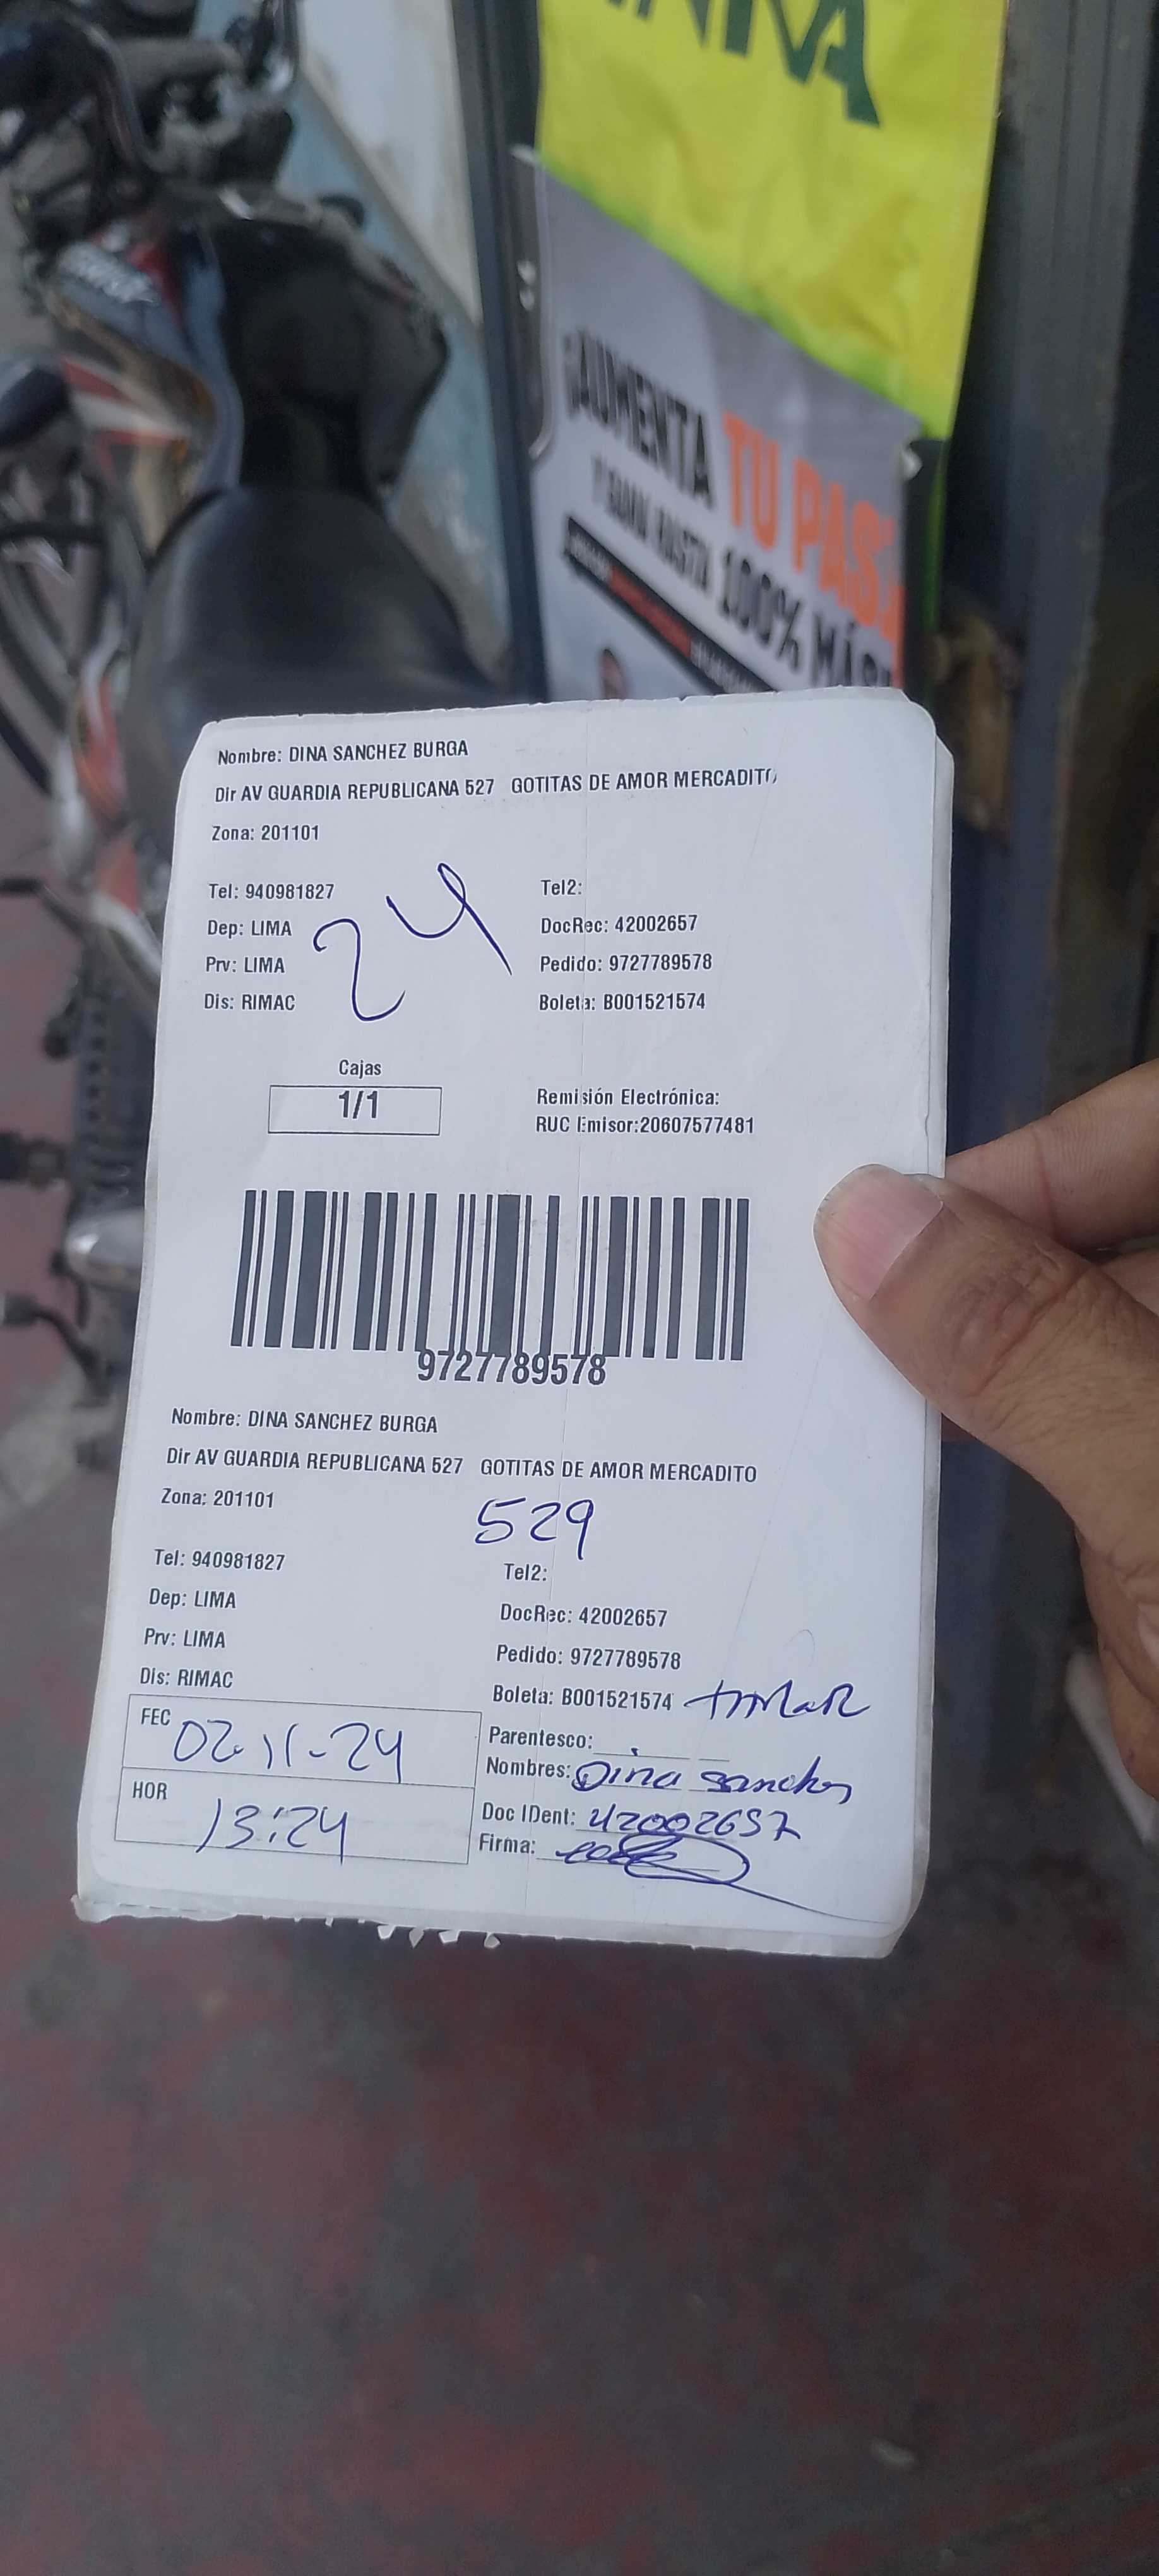 ¡AUMENTA TU PAS
100% MÁS
Nombre: DINA SANCHEZ BURGA
Dir AV GUARDIA REPUBLICANA 527 GOTITAS DE AMOR MERCADITO
Zona: 201101
Tel: 940981827 Tel2:
Dep: LIMA DocRec: 42002657
Prv: LIMA Pedido: 9727789578
Dis: RIMAC Boleta: B001521574
24
Cajas
1/1
Remisión Electrónica:
RUC Emisor:20607577481
9727789578
Nombre: DINA SANCHEZ BURGA
Dir AV GUARDIA REPUBLICANA 527 GOTITAS DE AMOR MERCADITO
Zona: 201101
529
Tel: 940981827 Tel2:
Dep: LIMA DocRec: 42002657
Prv: LIMA Pedido: 9727789578
Dis: RIMAC Boleta: B001521574
FEC 02-11-24
HOR 13:24
Parentesco:
Nombres: Dina Sanchez
Doc IDent: 42002657
Firma: